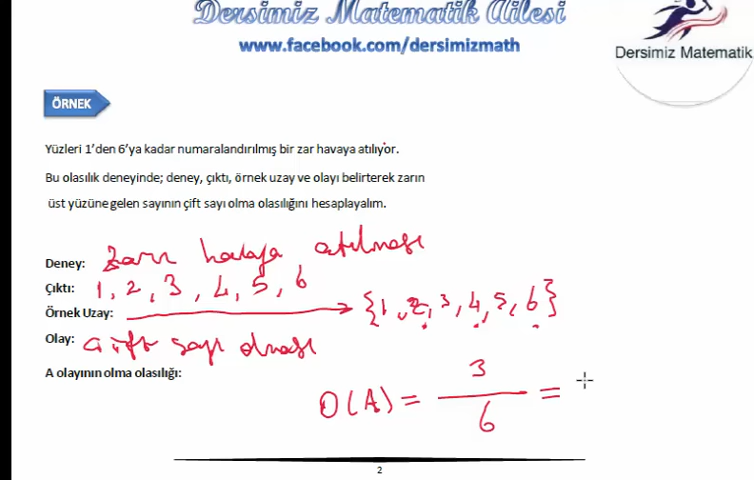 Dersimiz Matematik Ailesi
www.facebook.com/dersimizmath
Dersimiz Matematik
ÖRNEK
Yüzleri 1'den 6'ya kadar numaralandırılmış bir zar havaya atılıyor.
Bu olasılık deneyinde; deney, çıktı, örnek uzay ve olayı belirterek zarın
üst yüzüne gelen sayının çift sayı olma olasılığını hesaplayalım.
Deney: zarın havaya atılması
Çıktı: 1, 2, 3, 4, 5, 6
Örnek Uzay: {1, 2, 3, 4, 5, 6}
Olay: çift sayı olması
A olayının olma olasılığı:
O(A) = 3/6 =
2